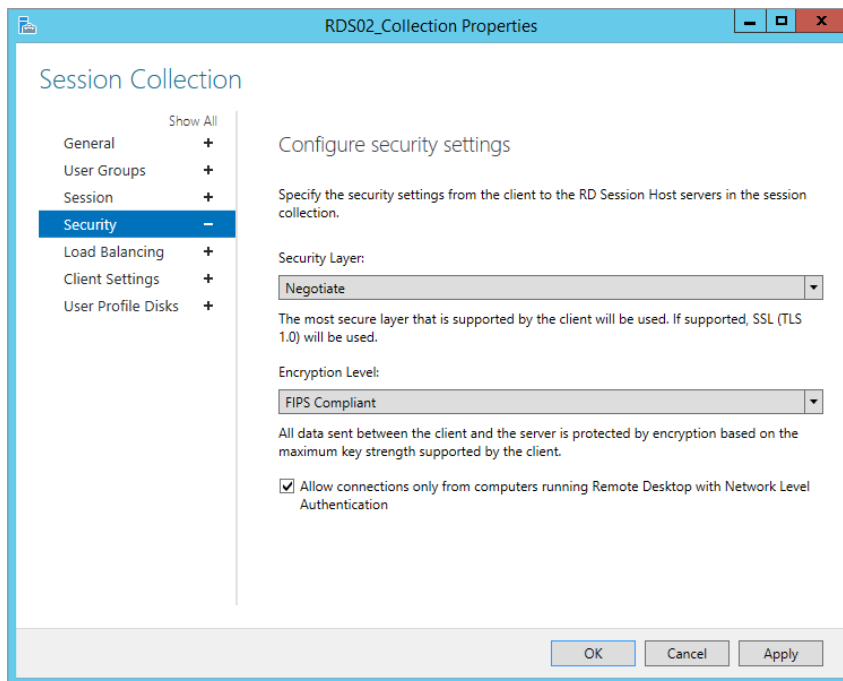 RDS02_Collection Properties
Session Collection
Show All
General +
User Groups +
Session +
Security −
Load Balancing +
Client Settings +
User Profile Disks +
Configure security settings
Specify the security settings from the client to the RD Session Host servers in the session
collection.
Security Layer:
Negotiate
The most secure layer that is supported by the client will be used. If supported, SSL (TLS
1.0) will be used.
Encryption Level:
FIPS Compliant
All data sent between the client and the server is protected by encryption based on the
maximum key strength supported by the client.
Allow connections only from computers running Remote Desktop with Network Level
Authentication
OK Cancel Apply